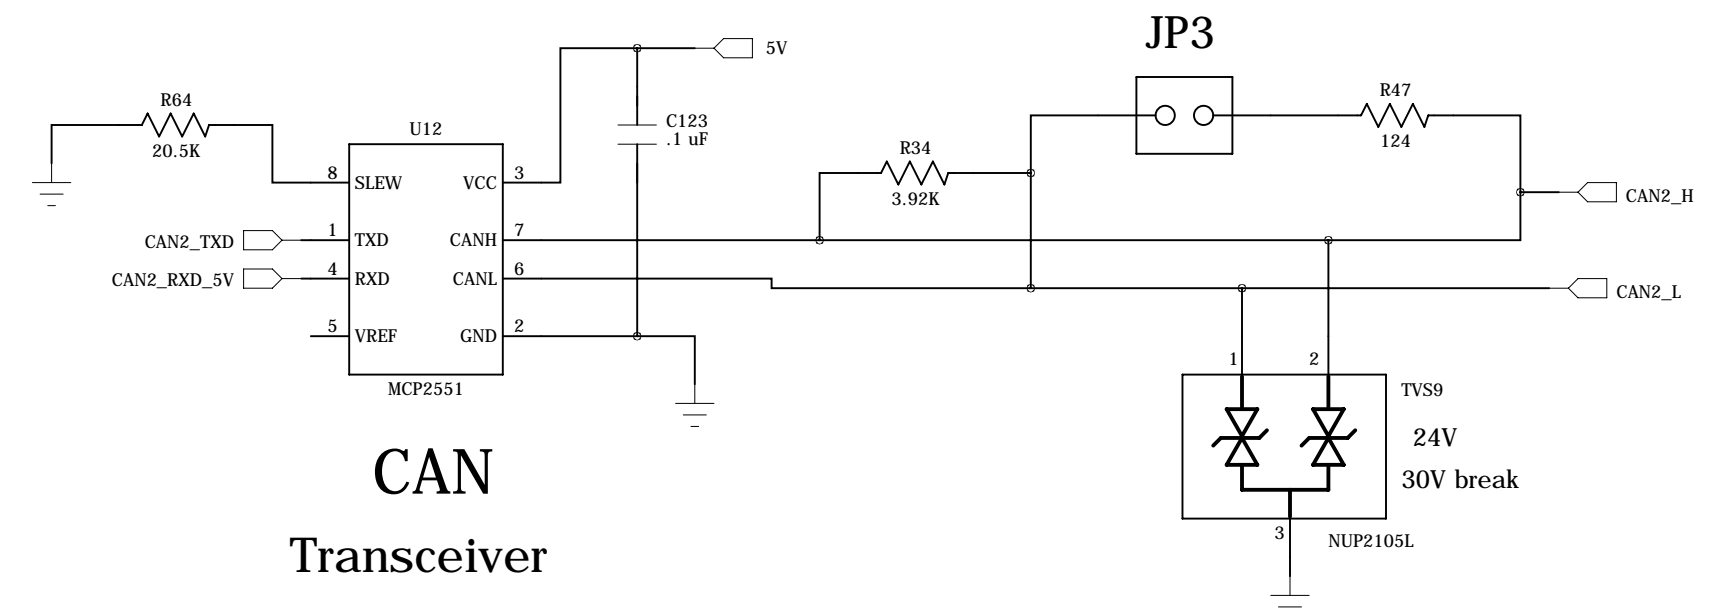 JP3
5V
R64
20.5K
U12
C123
.1 uF
R47
124
R34
3.92K
8 SLEW
VCC 3
CAN2_H
CAN2_TXD
1 TXD
CANH 7
CAN2_RXD_5V
4 RXD
CANL 6
CAN2_L
5 VREF
GND 2
MCP2551
1 2
TVS9
24V
30V break
3
NUP2105L
CAN
Transceiver